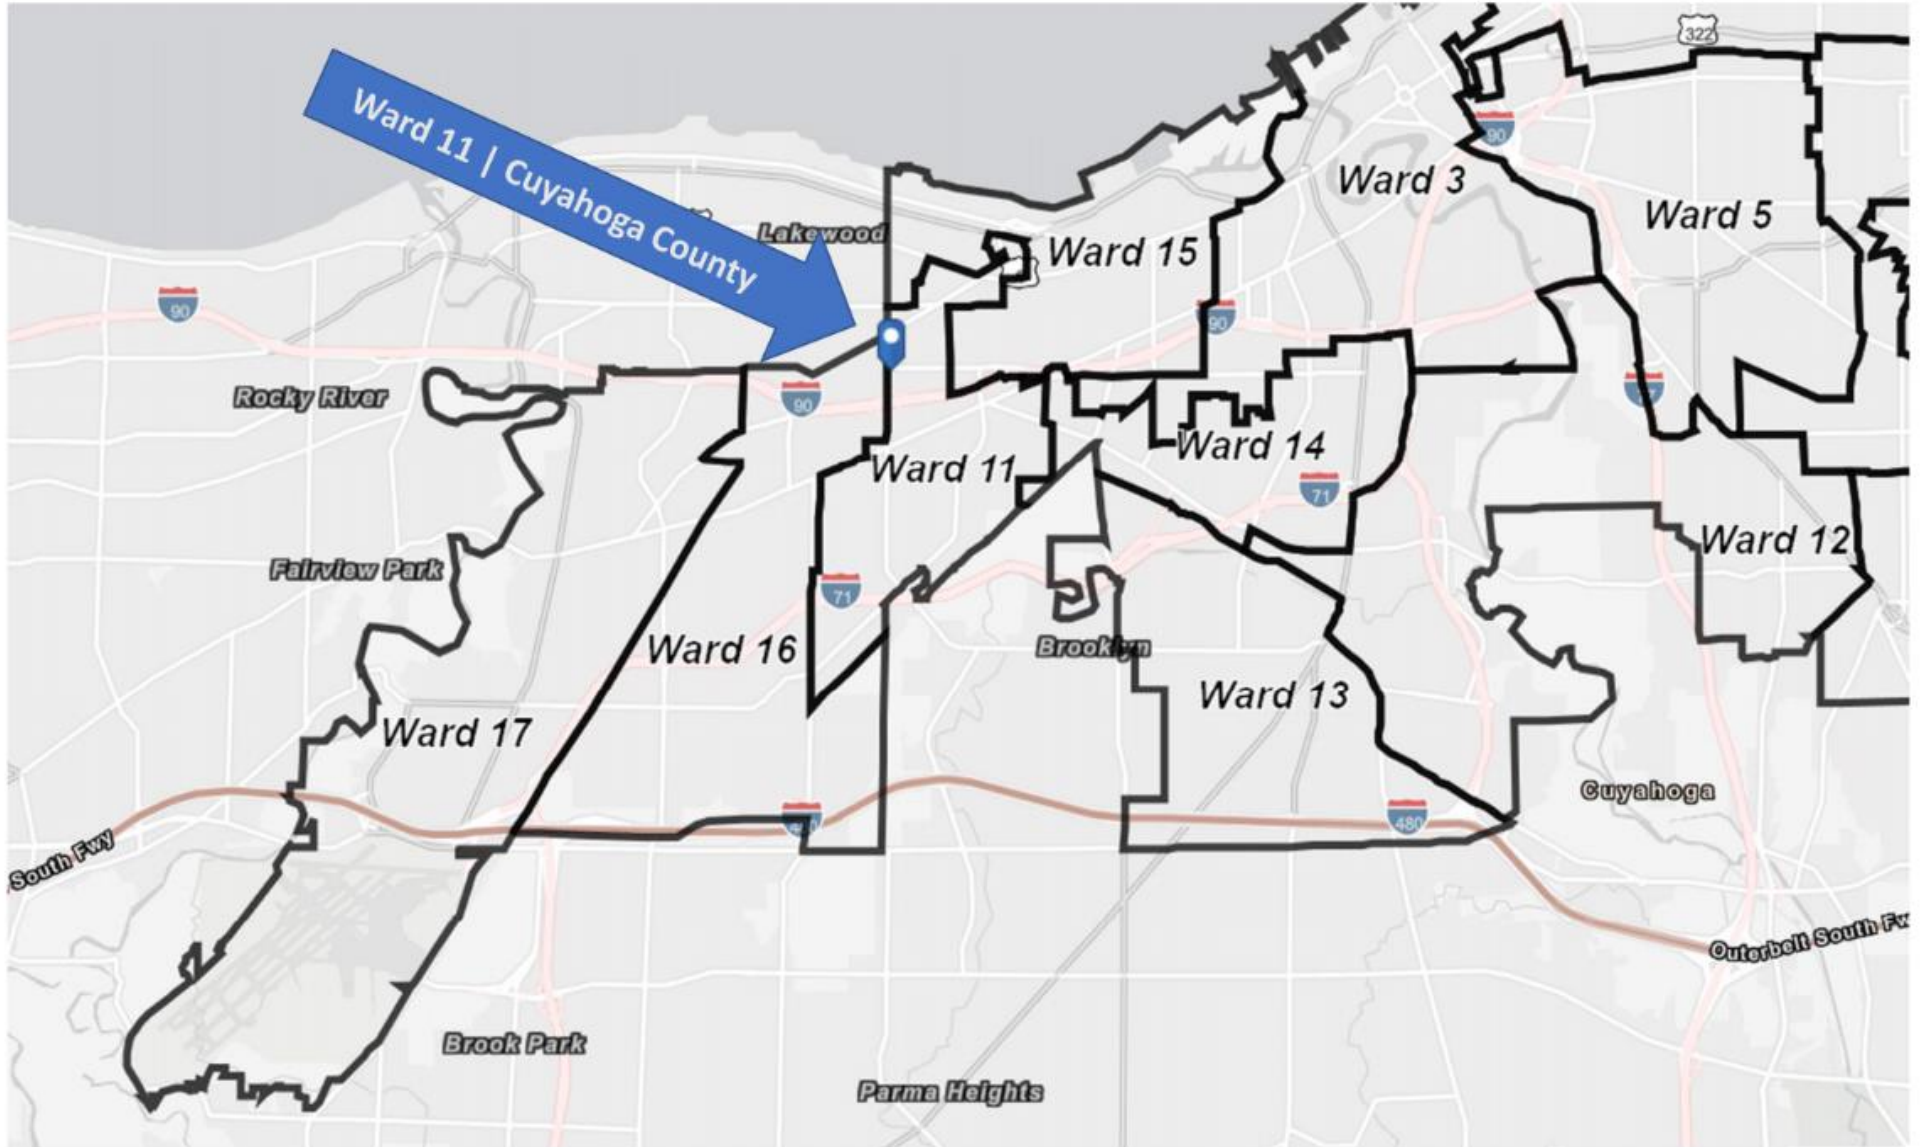 322
Ward 11 | Cuyahoga County
90
Ward 3
Ward 5
Lakewood
Ward 15
90
90
Rocky River
90
Ward 14
Ward 11
71
Ward 12
Fairview Park
71
Ward 16
Brooklyn
Ward 13
Ward 17
Cuyahoga
480
480
South Fwy
Outerbelt South Fw
Brook Park
Parma Heights